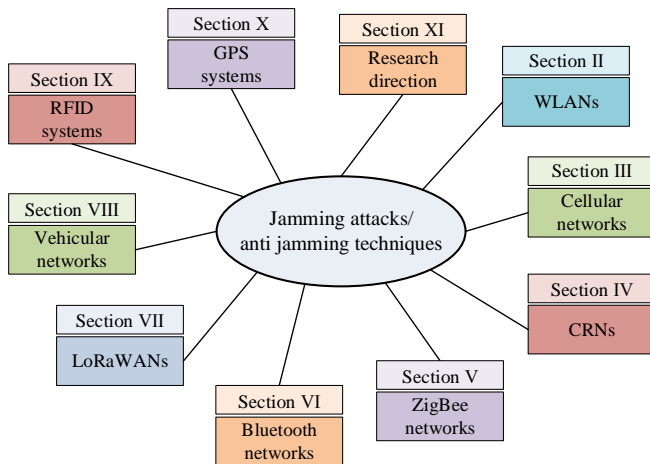 Section X
GPS
systems
Section XI
Research
direction
Section II
WLANs
Section IX
RFID
systems
Section III
Cellular
networks
Jamming attacks/
anti jamming techniques
Section VIII
Vehicular
networks
Section IV
CRNs
Section VII
LoRaWANs
Section V
ZigBee
networks
Section VI
Bluetooth
networks